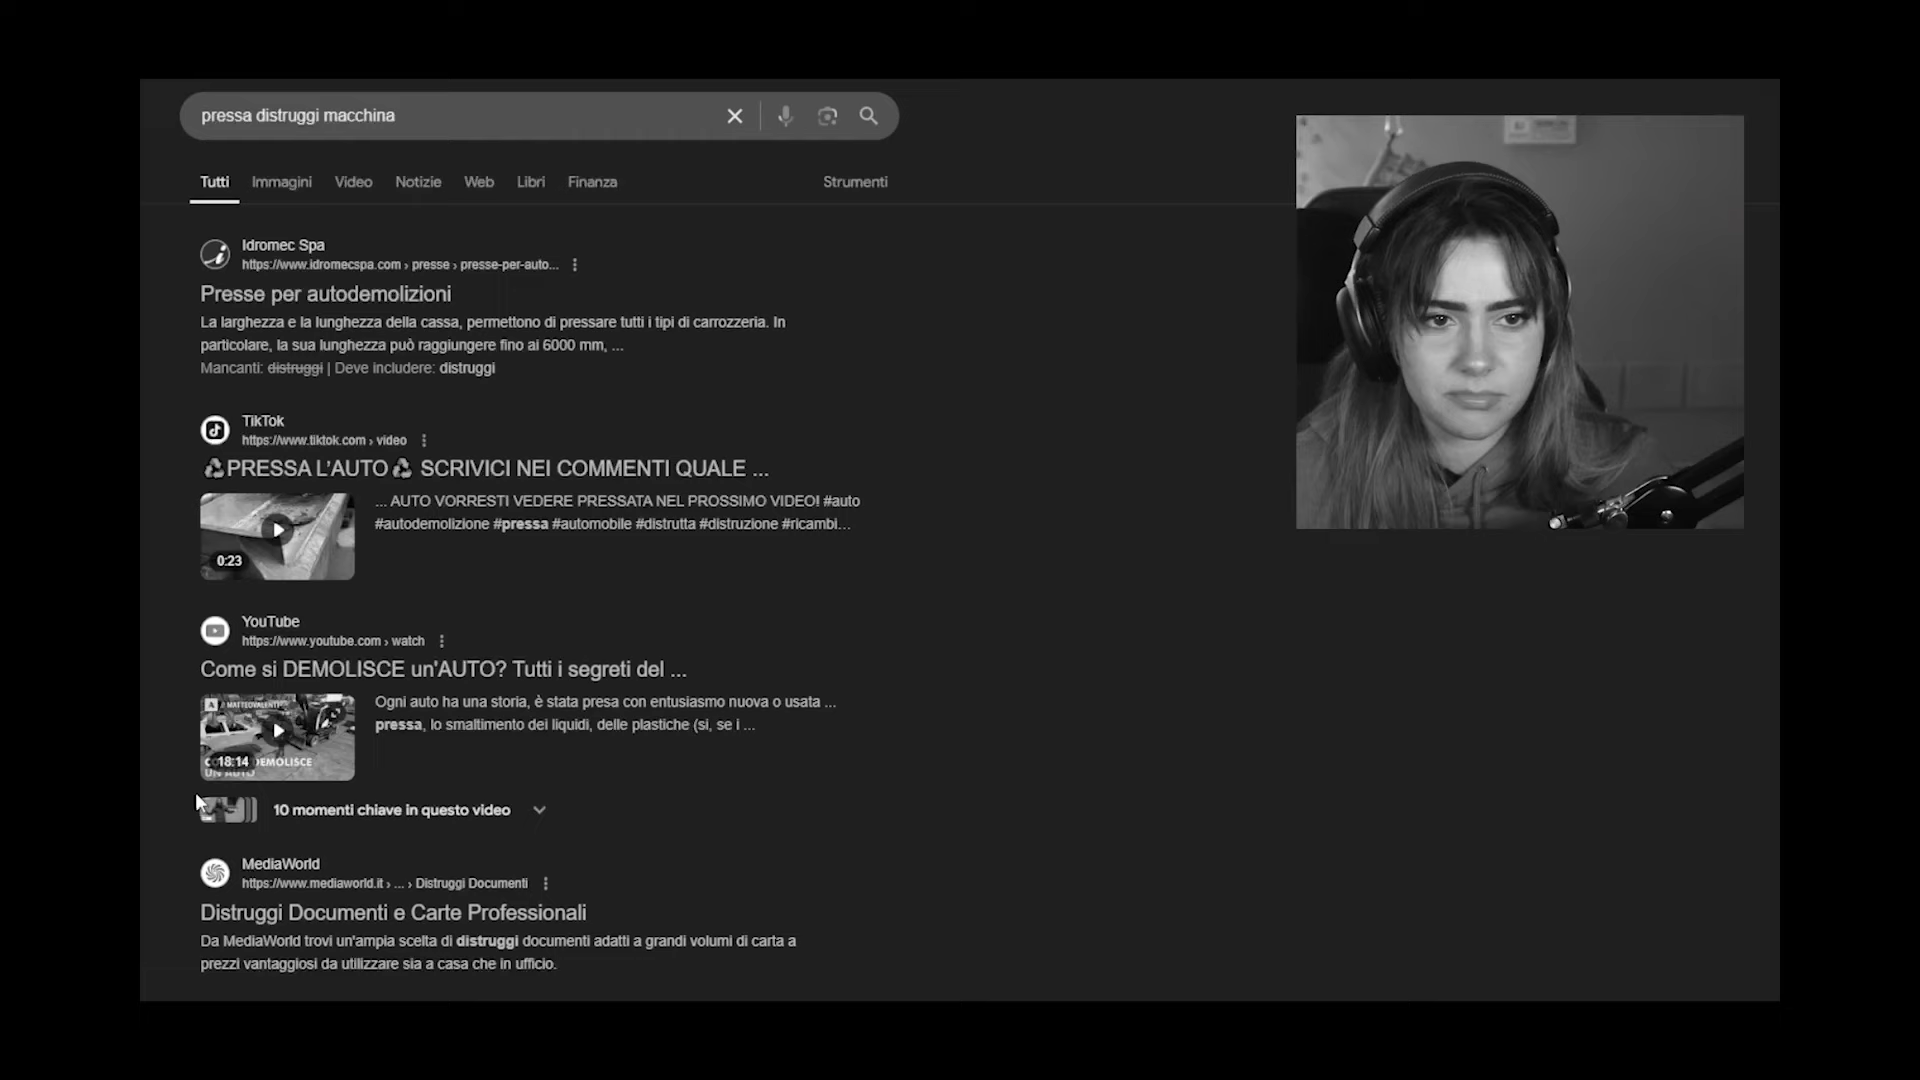 pressa distruggi macchina
Tutti Immagini Video Notizie Web Libri Finanza Strumenti
Idromec Spa
https://www.idromecspa.com › presse › presse-per-auto...
Presse per autodemolizioni
La larghezza e la lunghezza della cassa, permettono di pressare tutti i tipi di carrozzeria. In
particolare, la sua lunghezza può raggiungere fino ai 6000 mm, ...
Mancanti: distruggi | Deve includere: distruggi
TikTok
https://www.tiktok.com › video
♻PRESSA L'AUTO♻ SCRIVICI NEI COMMENTI QUALE ...
... AUTO VORRESTI VEDERE PRESSATA NEL PROSSIMO VIDEO! #auto
#autodemolizione #pressa #automobile #distrutta #distruzione #ricambi...
0:23
YouTube
https://www.youtube.com › watch
Come si DEMOLISCE un'AUTO? Tutti i segreti del ...
Ogni auto ha una storia, è stata presa con entusiasmo nuova o usata ...
pressa, lo smaltimento dei liquidi, delle plastiche (si, se i ...
18:14
DEMOLISCE
UN AUTO
10 momenti chiave in questo video
MediaWorld
https://www.mediaworld.it › ... › Distruggi Documenti
Distruggi Documenti e Carte Professionali
Da MediaWorld trovi un'ampia scelta di distruggi documenti adatti a grandi volumi di carta a
prezzi vantaggiosi da utilizzare sia a casa che in ufficio.